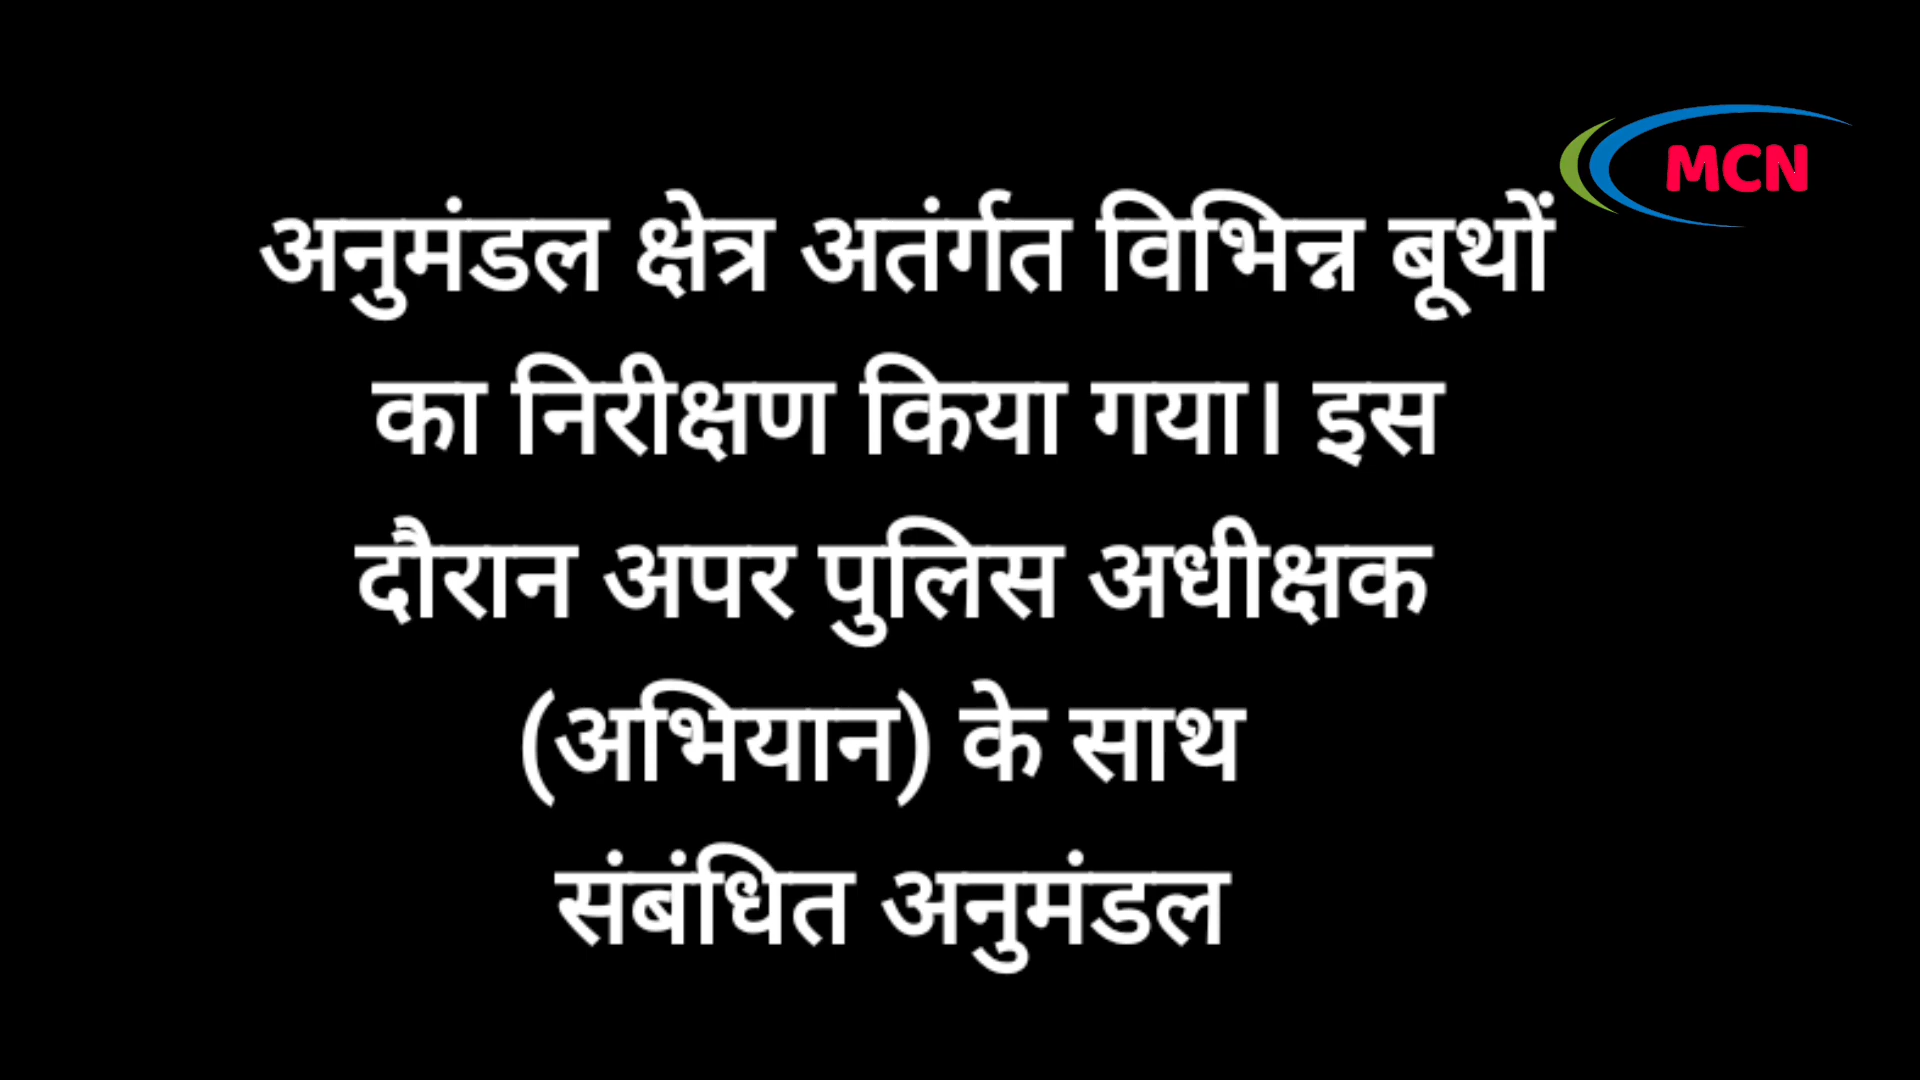 MCN
अनुमंडल क्षेत्र अतंर्गत विभिन्न बूथों
का निरीक्षण किया गया। इस
दौरान अपर पुलिस अधीक्षक
(अभियान) के साथ
संबंधित अनुमंडल